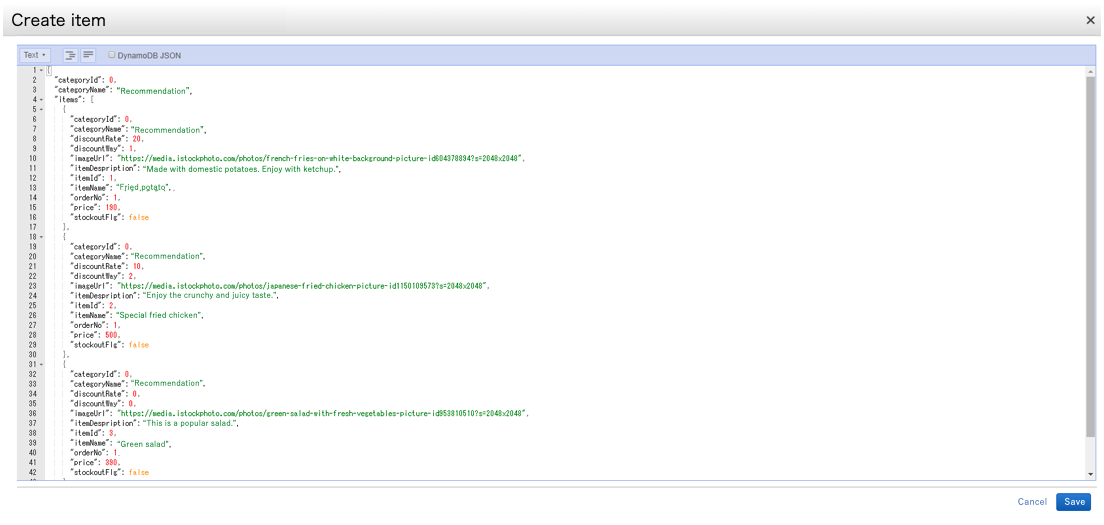 Create item ×
Text DynamoDB JSON
1 {
2 "categoryId": 0,
3 "categoryName": "Recommendation",
4 "items": [
5 {
6 "categoryId": 0,
7 "categoryName": "Recommendation",
8 "discountRate": 20,
9 "discountWay": 1,
10 "imageUrl": "https://media.istockphoto.com/photos/french-fries-on-white-background-picture-id604378894?s=2048x2048",
11 "itemDespription": "Made with domestic potatoes. Enjoy with ketchup.",
12 "itemId": 1,
13 "itemName": "Fried potato", ,
14 "orderNo": 1,
15 "price": 190,
16 "stockoutFlg": false
17 },
18 {
19 "categoryId": 0,
20 "categoryName": "Recommendation",
21 "discountRate": 10,
22 "discountWay": 2,
23 "imageUrl": "https://media.istockphoto.com/photos/japanese-fried-chicken-picture-id1150109573?s=2048x2048",
24 "itemDespription": "Enjoy the crunchy and juicy taste.",
25 "itemId": 2,
26 "itemName": "Special fried chicken",
27 "orderNo": 1,
28 "price": 500,
29 "stockoutFlg": false
30 },
31 {
32 "categoryId": 0,
33 "categoryName": "Recommendation",
34 "discountRate": 0,
35 "discountWay": 0,
36 "imageUrl": "https://media.istockphoto.com/photos/green-salad-with-fresh-vegetables-picture-id953810510?s=2048x2048",
37 "itemDespription": "This is a popular salad.",
38 "itemId": 3,
39 "itemName": "Green salad",
40 "orderNo": 1,
41 "price": 390,
42 "stockoutFlg": false
Cancel Save